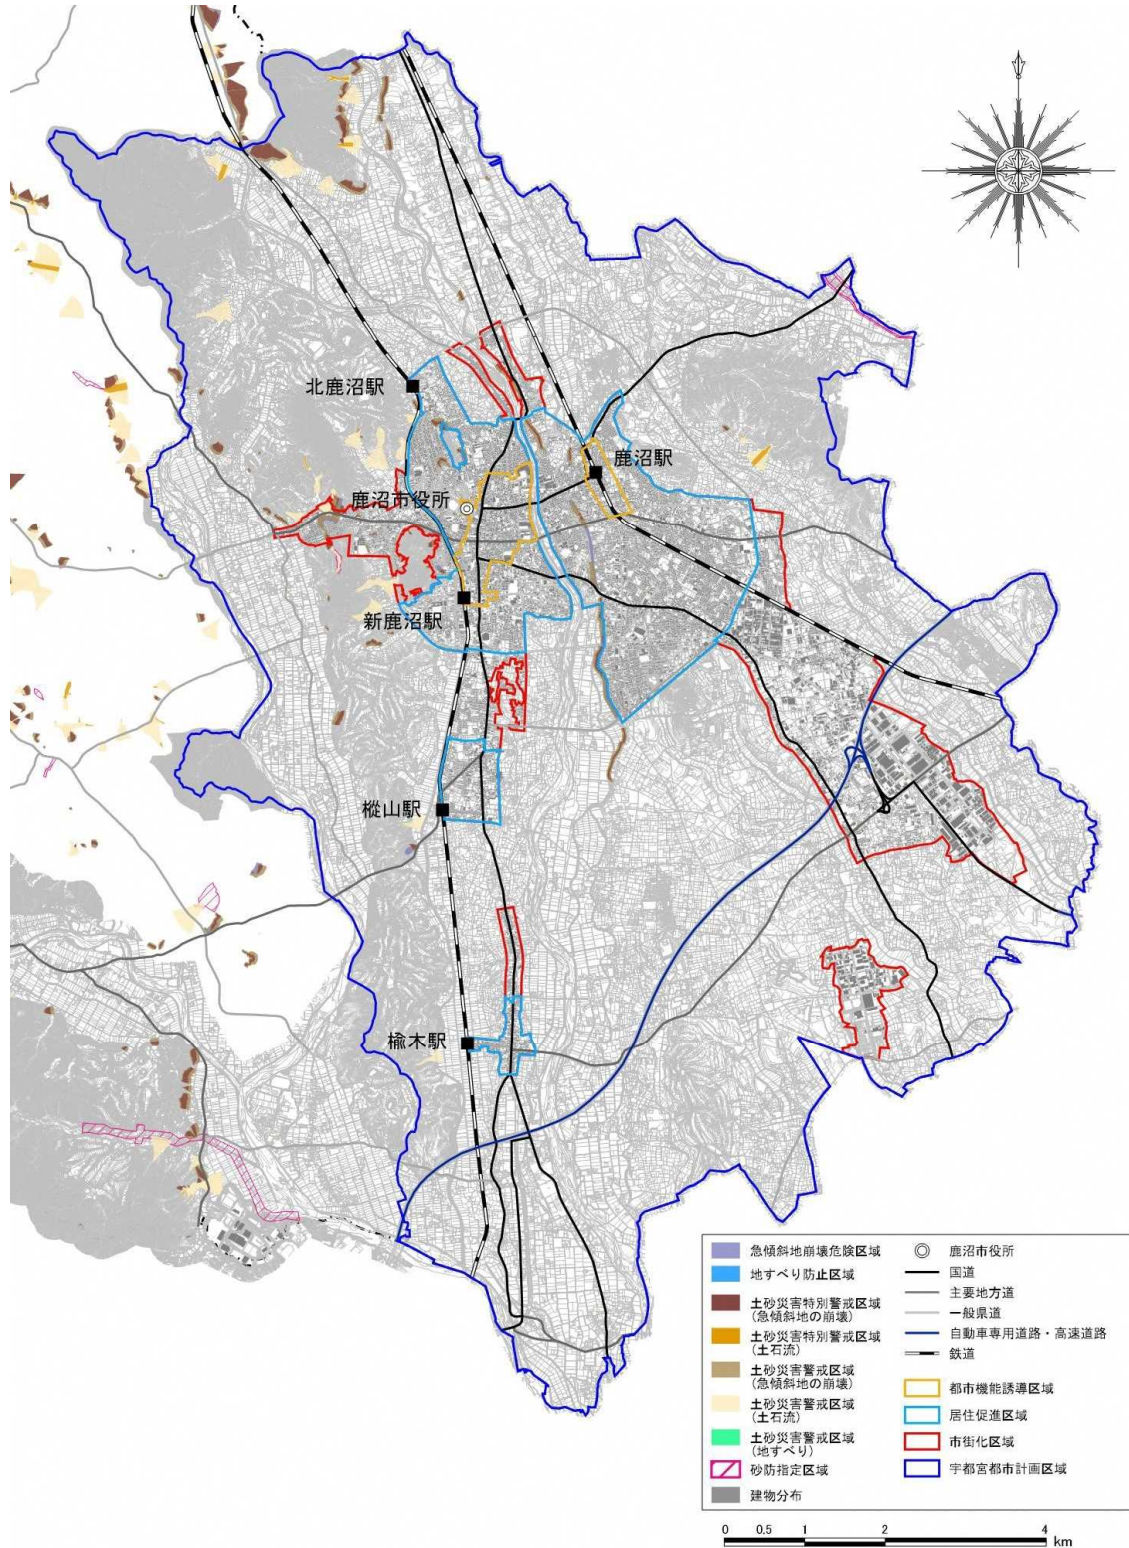 北鹿沼駅
鹿沼駅
鹿沼市役所
新鹿沼駅
樅山駅
楡木駅
急傾斜地崩壊危険区域
地すべり防止区域
土砂災害特別警戒区域
(急傾斜地の崩壊)
土砂災害特別警戒区域
(土石流)
土砂災害警戒区域
(急傾斜地の崩壊)
土砂災害警戒区域
(土石流)
土砂災害警戒区域
(地すべり)
砂防指定区域
建物分布
鹿沼市役所
国道
主要地方道
一般県道
自動車専用道路・高速道路
鉄道
都市機能誘導区域
居住促進区域
市街化区域
宇都宮都市計画区域
0 0.5 1 2 4
km